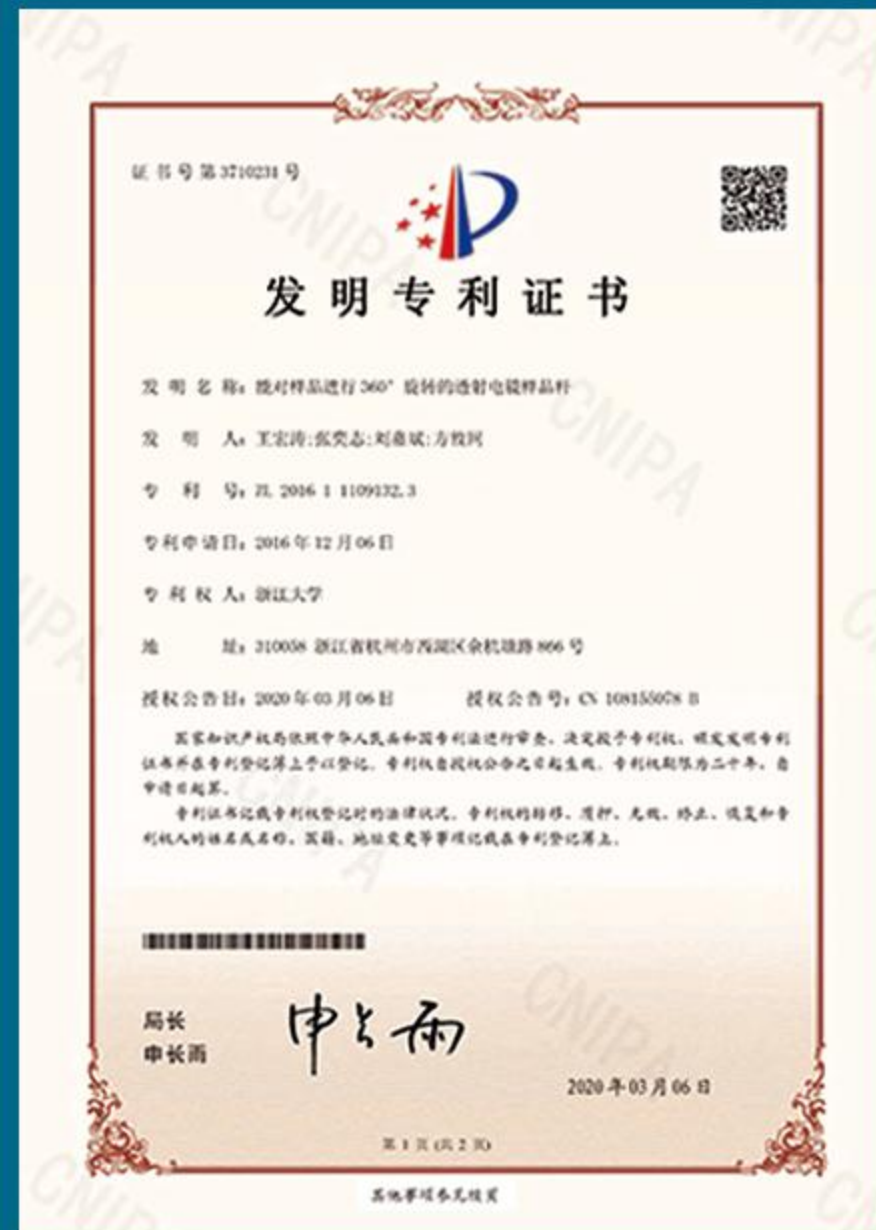 证书号第3710231号
发明专利证书
发 明 名 称：能对样品进行360°旋转的透射电镜样品杆
发 明 人：王宏涛;张奕志;刘嘉斌;方攸同
专 利 号：ZL 2016 1 1109132.3
专利申请日：2016年12月06日
专 利 权 人：浙江大学
地 址：310058 浙江省杭州市西湖区余杭塘路866号
授权公告日：2020年03月06日 授权公告号：CN 108155078 B
国家知识产权局依照中华人民共和国专利法进行审查，决定授予专利权，颁发发明专利
证书并在专利登记簿上予以登记。专利权自授权公告之日起生效。专利权期限为二十年，自
申请日起算。
专利证书记载专利权登记时的法律状况。专利权的转移、质押、无效、终止、恢复和专
利权人的姓名或名称、国籍、地址变更等事项记载在专利登记簿上。
局长
申长雨
申长雨
2020年03月06日
第 1 页 (共 2 页)
其他事项参见续页
CNIPA